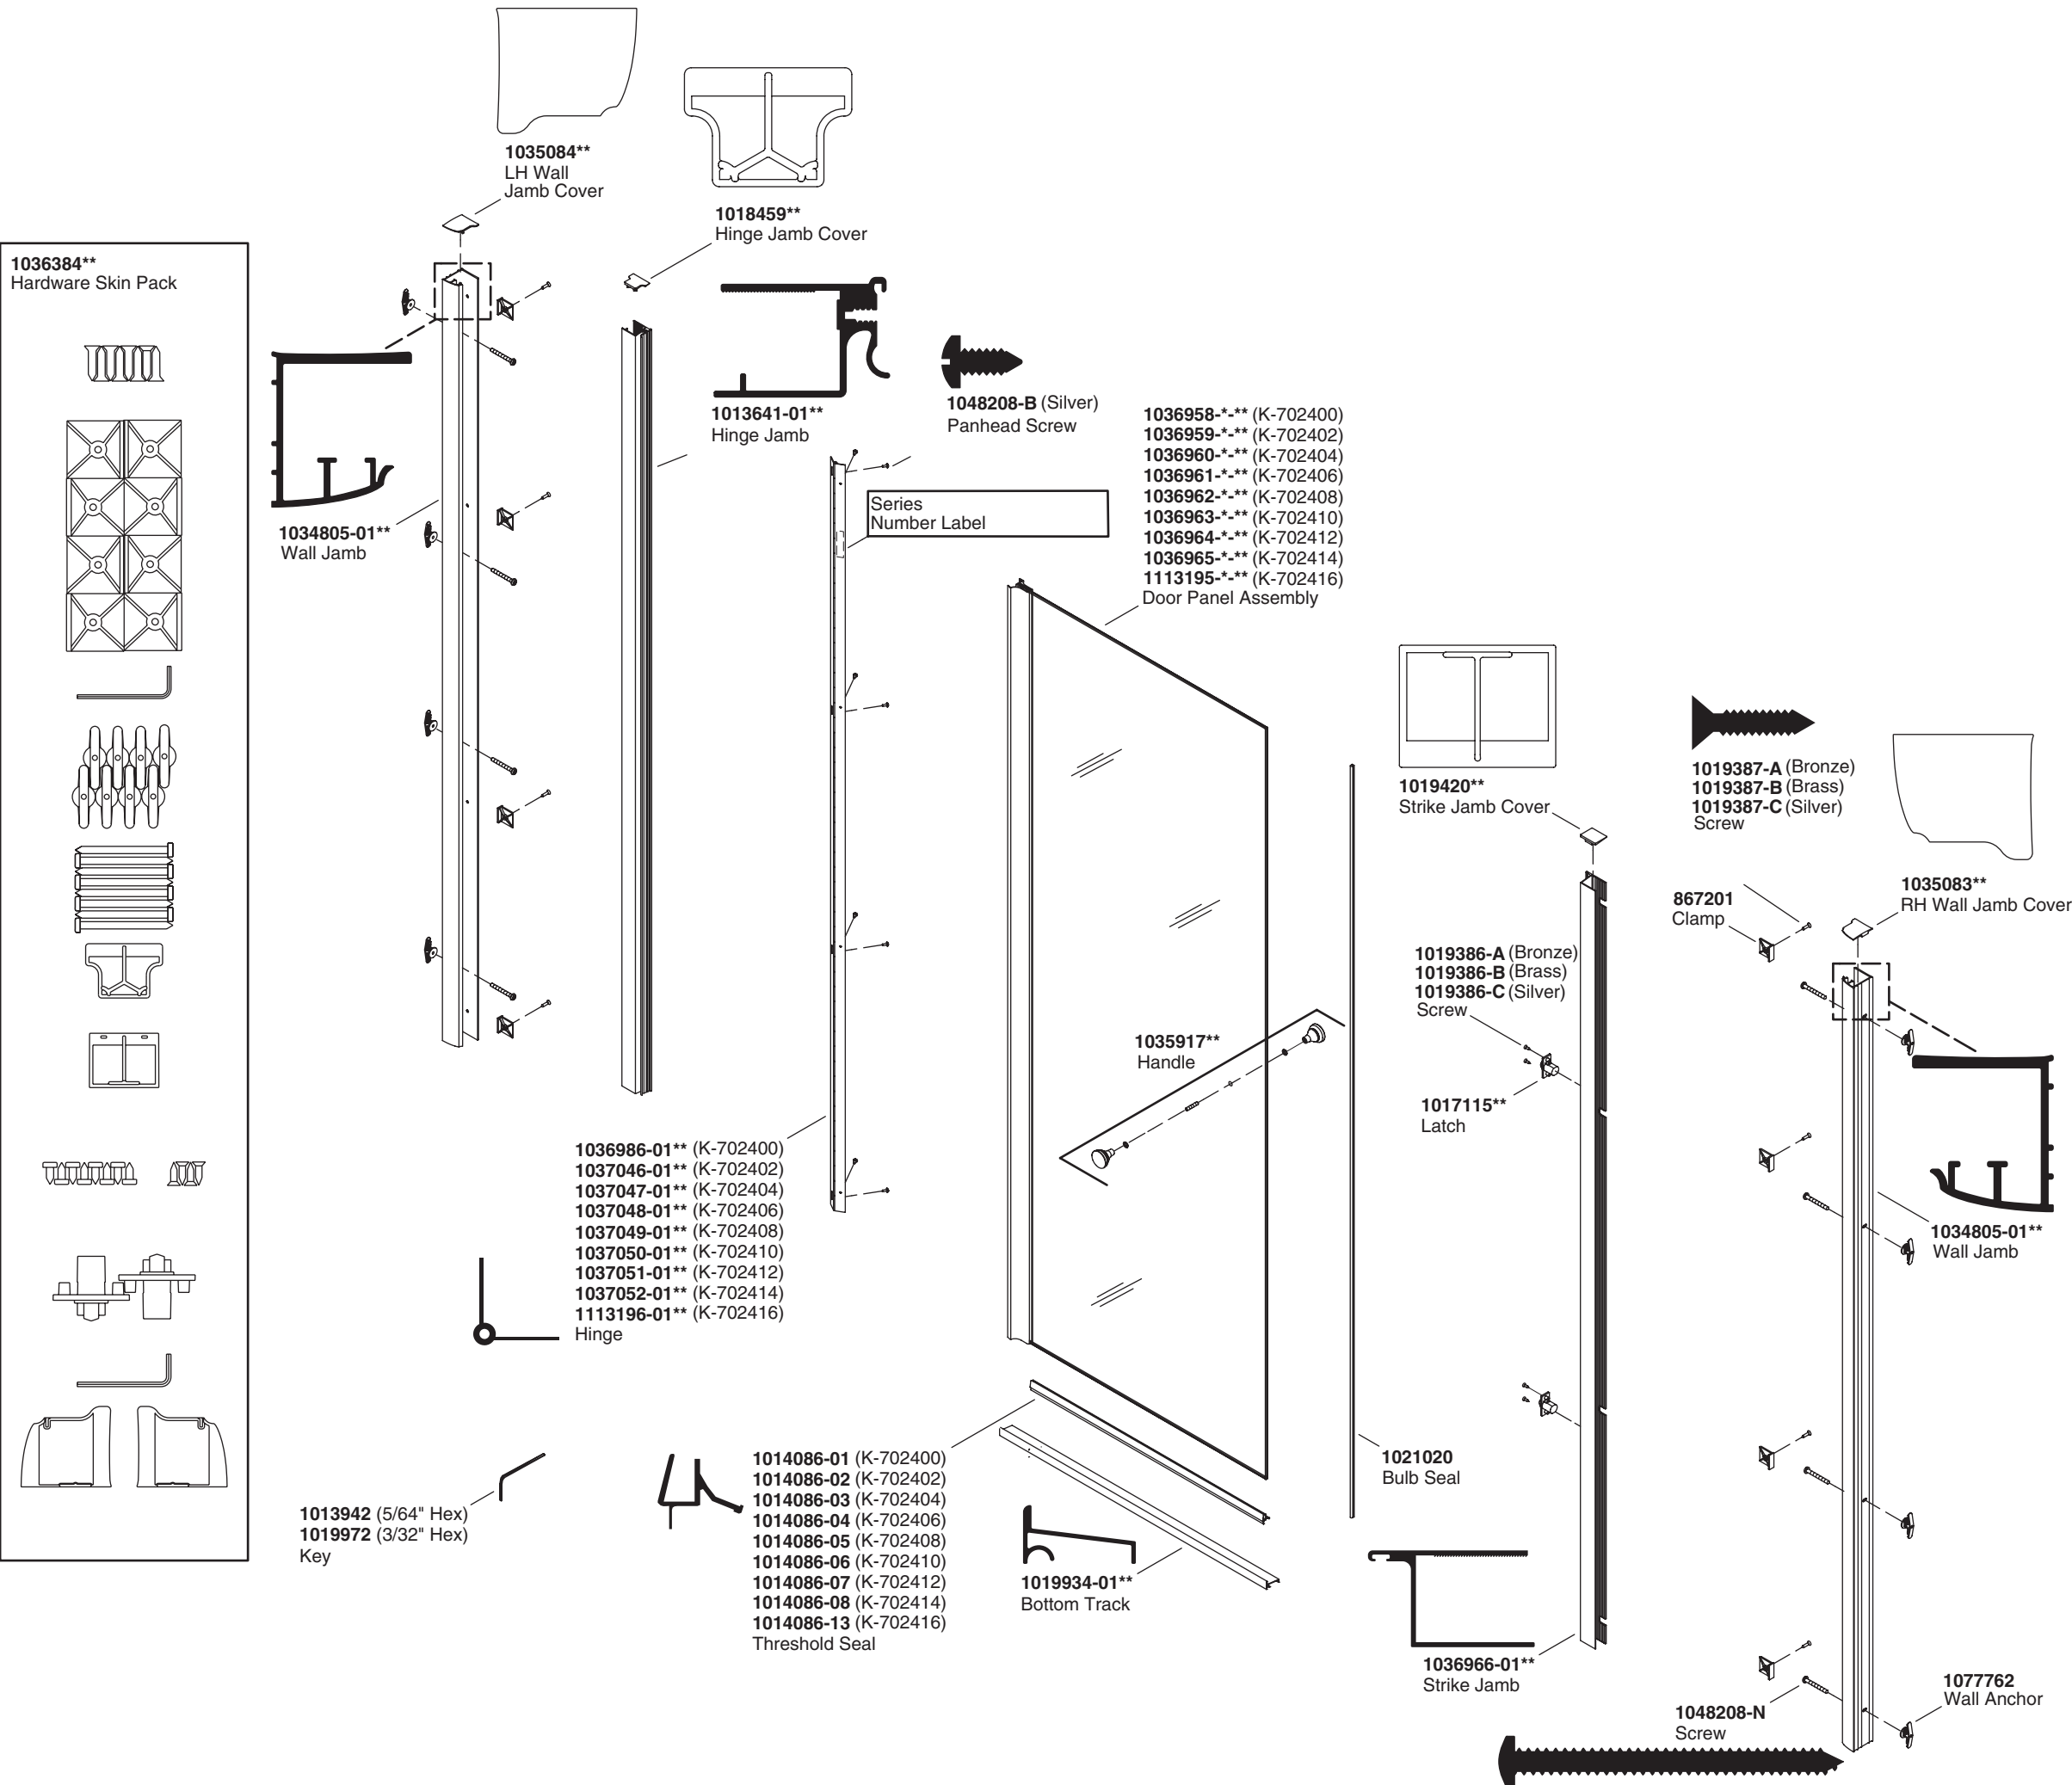 1035084**
LH Wall
Jamb Cover
1018459**
Hinge Jamb Cover
1036384**
Hardware Skin Pack
1034805-01**
Wall Jamb
1013641-01**
Hinge Jamb
1048208-B (Silver)
Panhead Screw
Series
Number Label
1036958-*-** (K-702400)
1036959-*-** (K-702402)
1036960-*-** (K-702404)
1036961-*-** (K-702406)
1036962-*-** (K-702408)
1036963-*-** (K-702410)
1036964-*-** (K-702412)
1036965-*-** (K-702414)
1113195-*-** (K-702416)
Door Panel Assembly
1019420**
Strike Jamb Cover
1019387-A (Bronze)
1019387-B (Brass)
1019387-C (Silver)
Screw
867201
Clamp
1035083**
RH Wall Jamb Cover
1019386-A (Bronze)
1019386-B (Brass)
1019386-C (Silver)
Screw
1035917**
Handle
1017115**
Latch
1036986-01** (K-702400)
1037046-01** (K-702402)
1037047-01** (K-702404)
1037048-01** (K-702406)
1037049-01** (K-702408)
1037050-01** (K-702410)
1037051-01** (K-702412)
1037052-01** (K-702414)
1113196-01** (K-702416)
Hinge
1034805-01**
Wall Jamb
1013942 (5/64" Hex)
1019972 (3/32" Hex)
Key
1014086-01 (K-702400)
1014086-02 (K-702402)
1014086-03 (K-702404)
1014086-04 (K-702406)
1014086-05 (K-702408)
1014086-06 (K-702410)
1014086-07 (K-702412)
1014086-08 (K-702414)
1014086-13 (K-702416)
Threshold Seal
1019934-01**
Bottom Track
1021020
Bulb Seal
1036966-01**
Strike Jamb
1048208-N
Screw
1077762
Wall Anchor